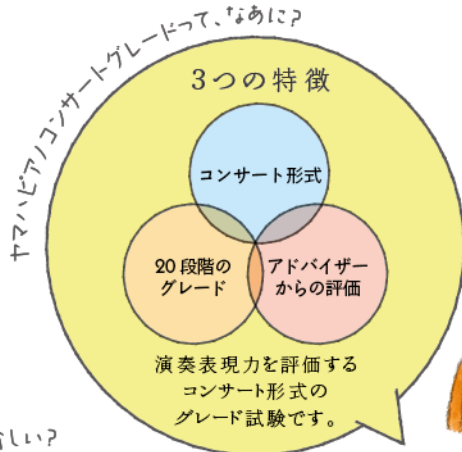 ヤマハピアノコンサートグレードって、なあに?
3つの特徴
コンサート形式
20段階の
グレード
アドバイザー
からの評価
演奏表現力を評価する
コンサート形式の
グレード試験です。
しい?